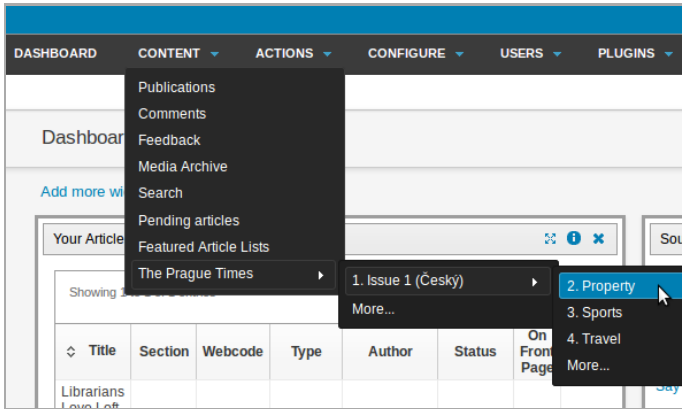 DASHBOARD CONTENT ACTIONS CONFIGURE USERS PLUGINS
Publications
Comments
Dashboar
Feedback
Media Archive
Add more wi
Search
Pending articles
Your Article
Featured Article Lists
Sou
The Prague Times
1. Issue 1 (Český)
2. Property
Showing 1
More...
3. Sports
4. Travel
More...
Title Section Webcode Type Author Status On Front Page
Librarians
Love Loft
Say